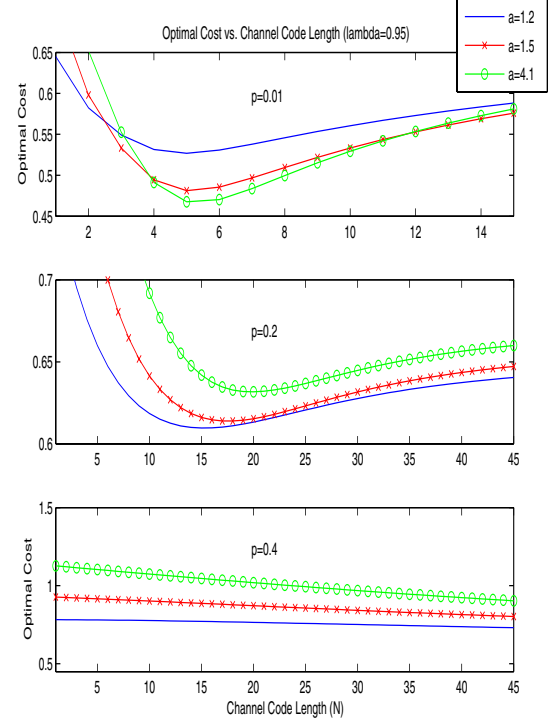 Optimal Cost vs. Channel Code Length (lambda=0.95)
a=1.2
a=1.5
a=4.1
0.65
0.6
0.55
0.5
0.45
Optimal Cost
p=0.01
2 4 6 8 10 12 14
0.7
0.65
0.6
p=0.2
5 10 15 20 25 30 35 40 45
1.5
1
0.5
Optimal Cost
p=0.4
5 10 15 20 25 30 35 40 45
Channel Code Length (N)